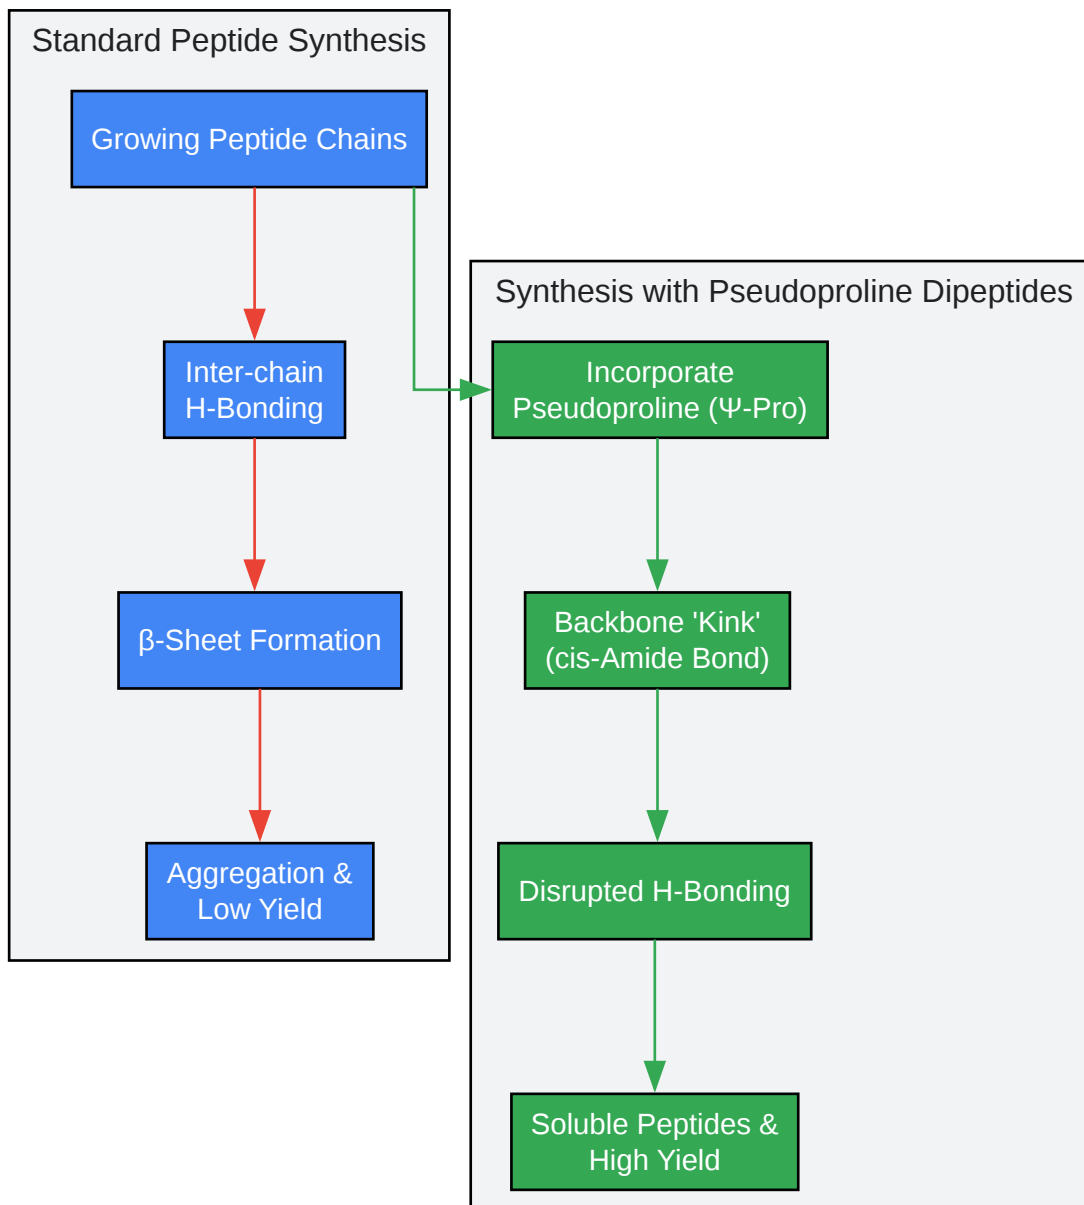 Standard Peptide Synthesis
Growing Peptide Chains
Inter-chain
H-Bonding
β-Sheet Formation
Aggregation &
Low Yield
Synthesis with Pseudoproline Dipeptides
Incorporate
Pseudoproline (Ψ-Pro)
Backbone 'Kink'
(cis-Amide Bond)
Disrupted H-Bonding
Soluble Peptides &
High Yield